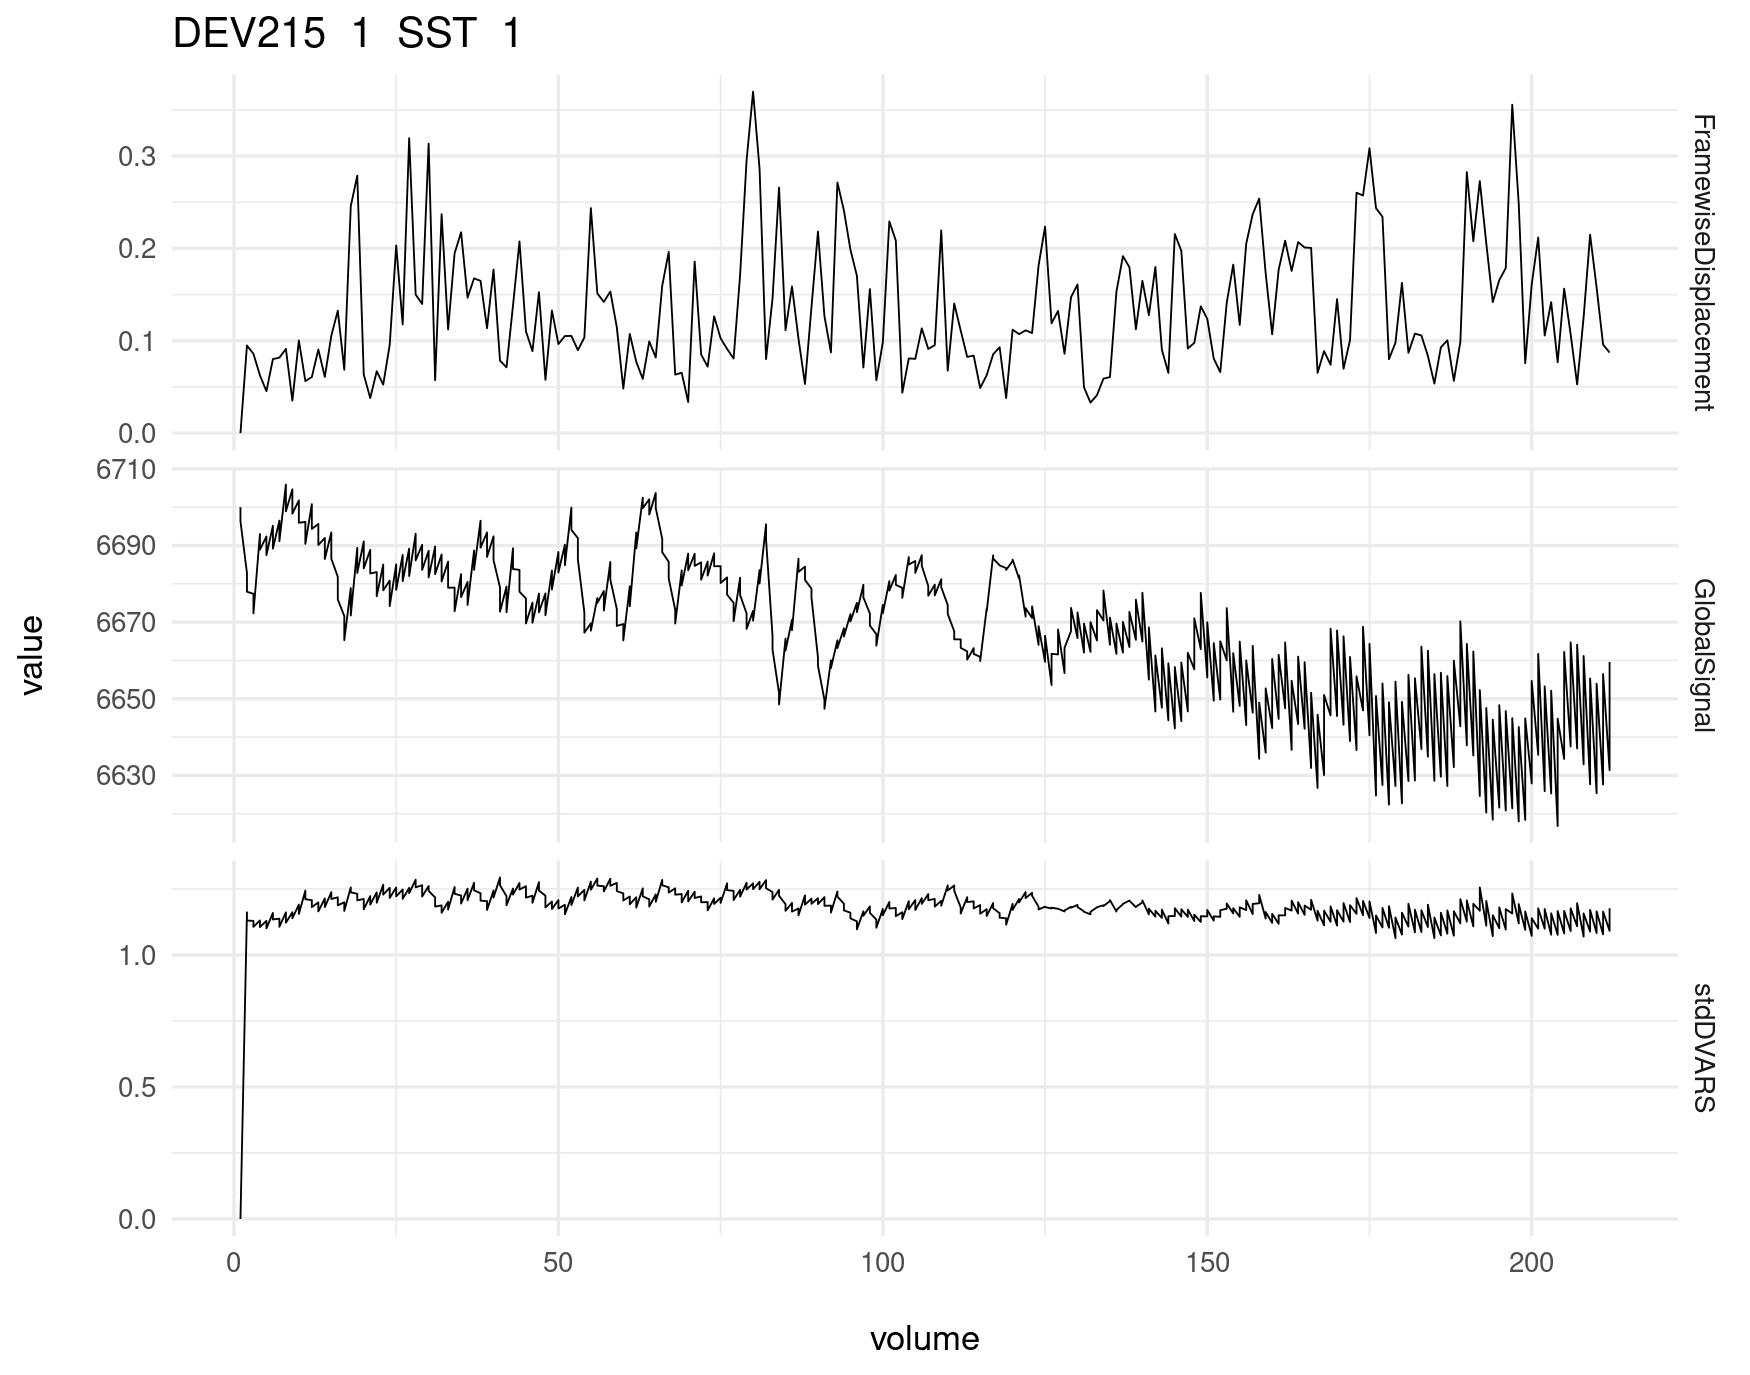 DEV215 1 SST 1
0.3
0.2
0.1
0.0
FramewiseDisplacement
6710
6690
6670
6650
6630
GlobalSignal
value
1.0
0.5
0.0
stdDVARS
0 50 100 150 200
volume